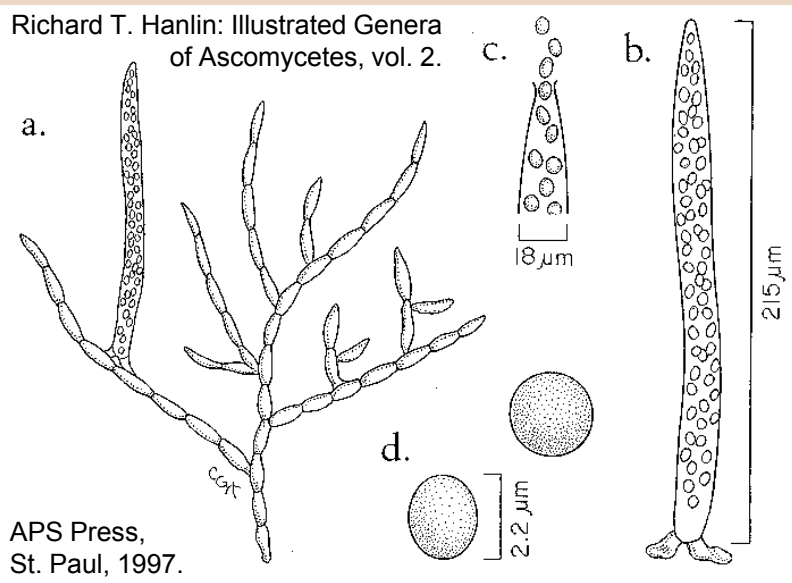 Richard T. Hanlin: Illustrated Genera
of Ascomycetes, vol. 2.
a.
c.
b.
18 µm
215 µm
d.
2.2 µm
CGA
APS Press,
St. Paul, 1997.